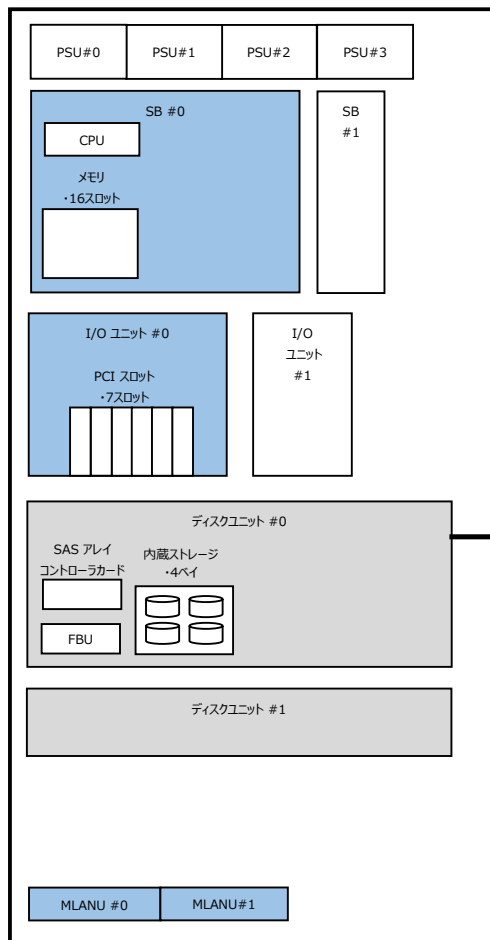 PSU#0
PSU#1
PSU#2
PSU#3
SB #0
CPU
メモリ
・16スロット
SB
#1
I/O ユニット #0
PCI スロット
・7スロット
I/O
ユニット
#1
ディスクユニット #0
SAS アレイ
コントローラカード
FBU
内蔵ストレージ
・4ベイ
ディスクユニット #1
MLANU #0
MLANU#1